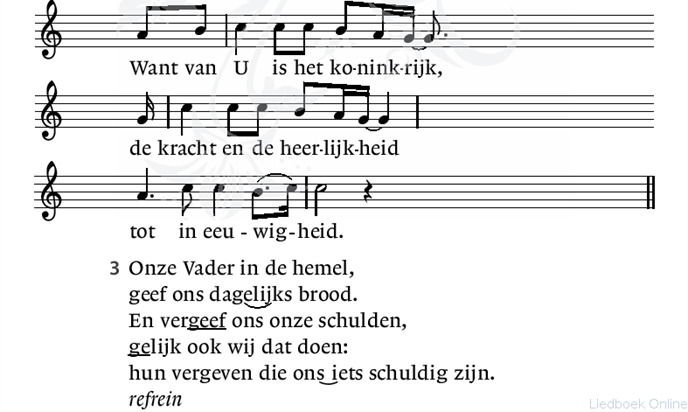 Want van U is het ko-nink-rijk,
de kracht en de heer-lijk-heid
tot in eeu - wig-heid.
3 Onze Vader in de hemel,
geef ons dagelijks brood.
En vergeef ons onze schulden,
gelijk ook wij dat doen:
hun vergeven die ons iets schuldig zijn.
refrein
Liedboek Online